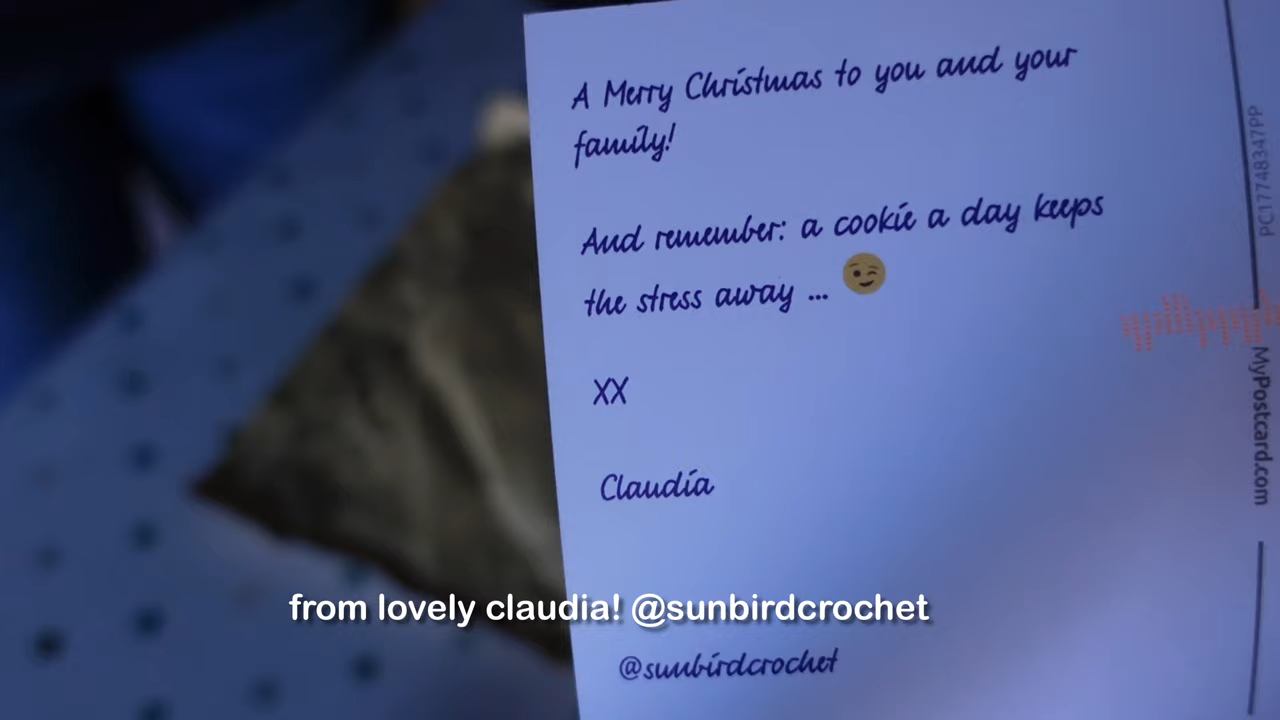 A Merry Christmas to you and your
family!
And remember: a cookie a day keeps
the stress away ... 😉
XX
Claudia
from lovely claudia! @sunbirdcrochet
@sunbirdcrochet
PC17748347PP
MyPostcard.com